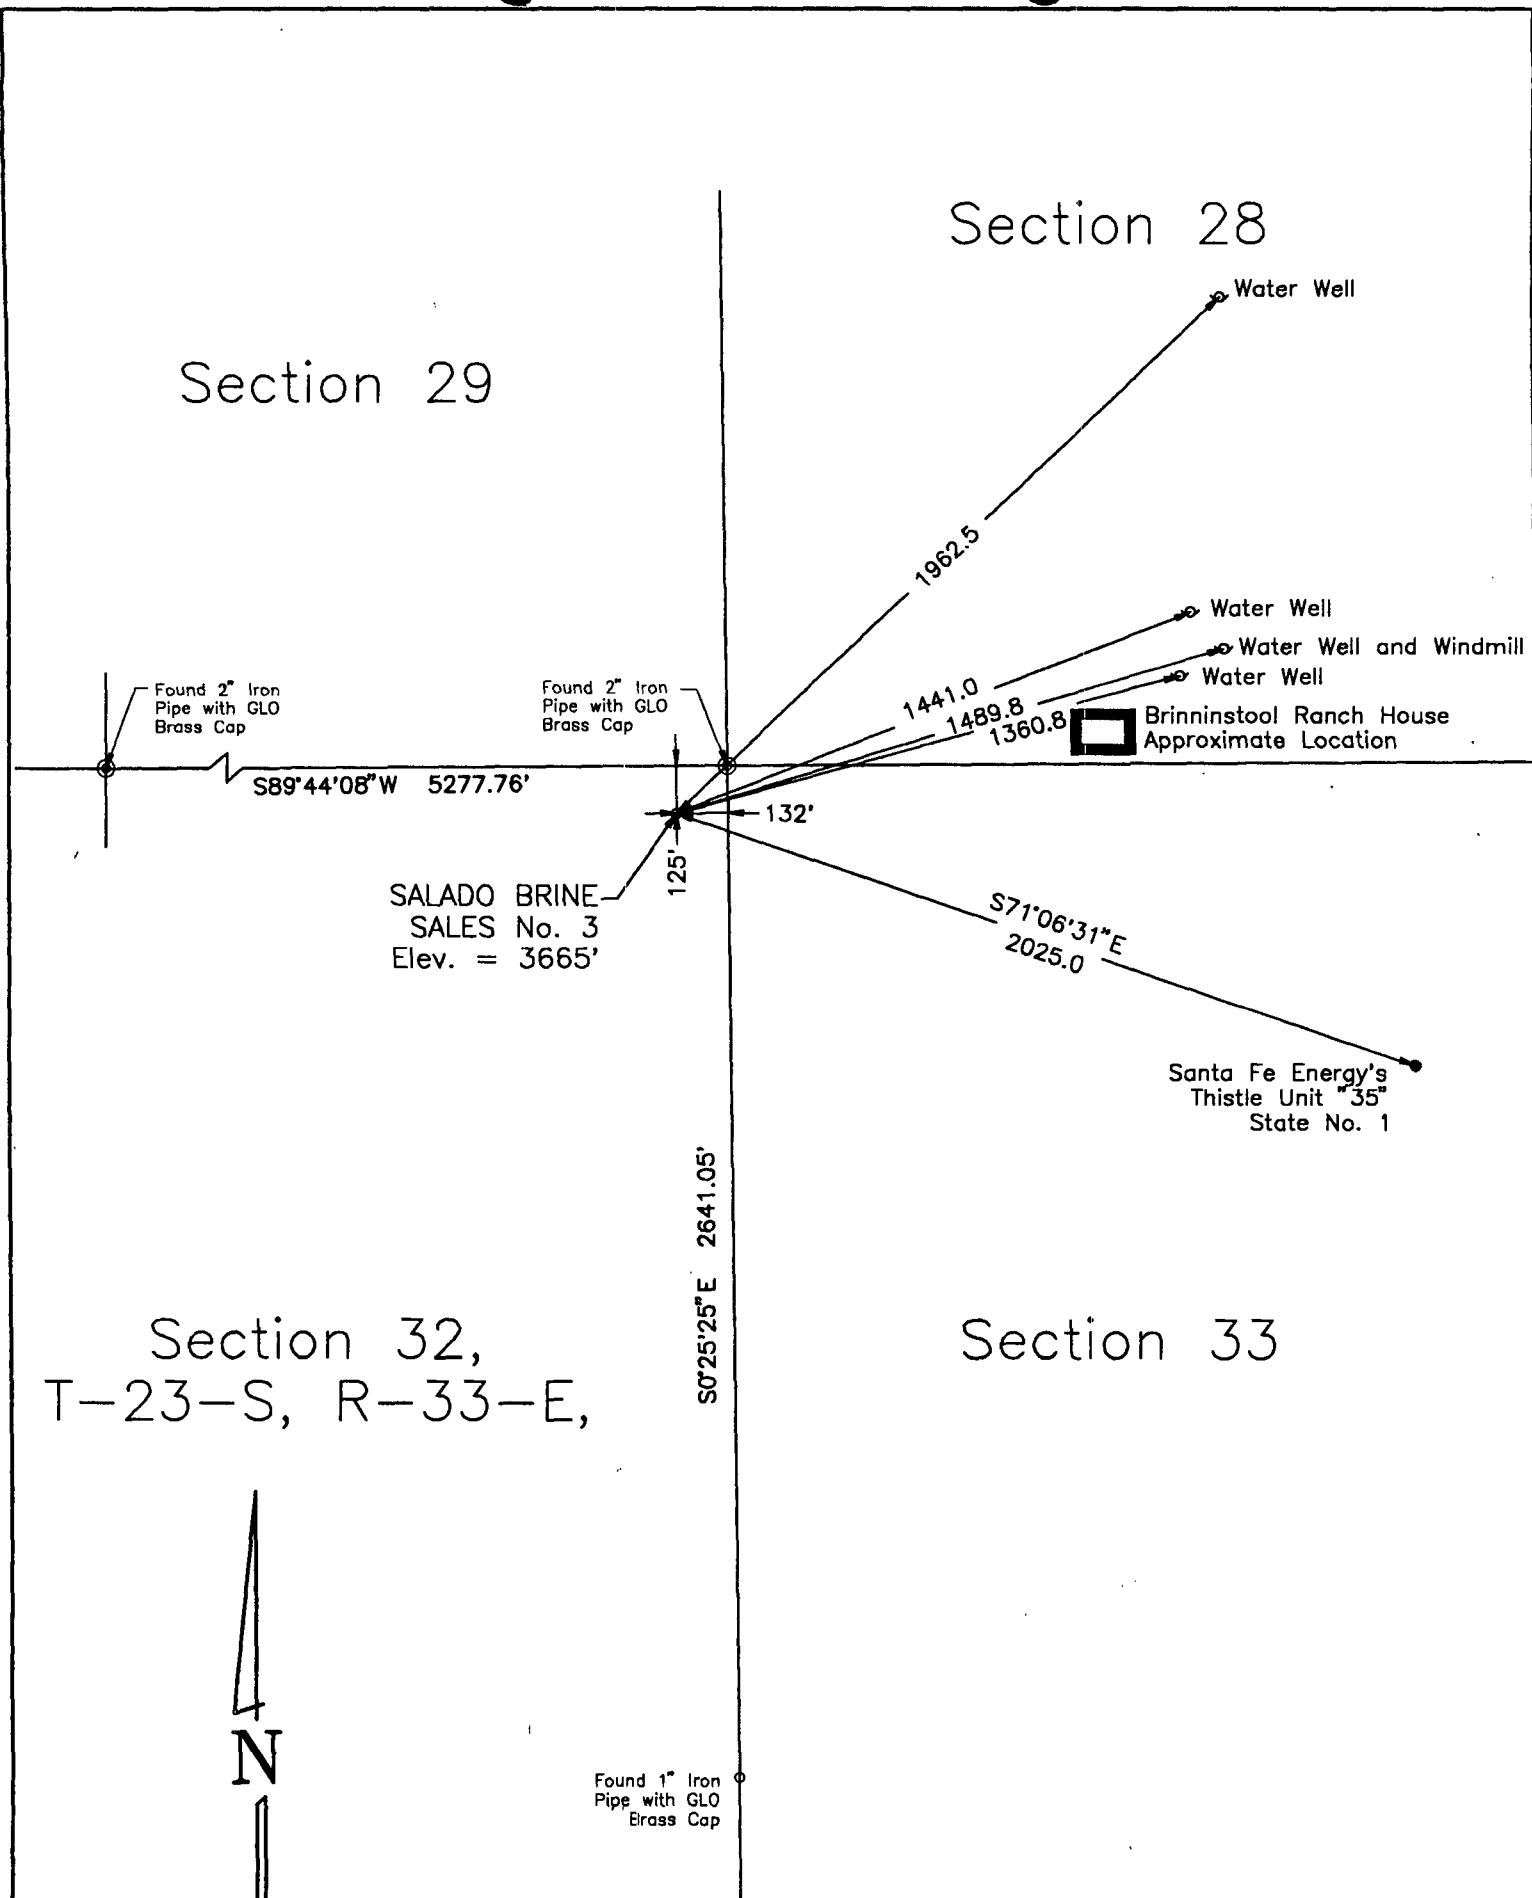 Section 28
Water Well
Section 29
1962.5
Water Well
Water Well and Windmill
Water Well
Found 2" Iron
Pipe with GLO
Brass Cap
Found 2" Iron
Pipe with GLO
Brass Cap
1441.0
1489.8
1360.8
Brinninstool Ranch House
Approximate Location
S89°44'08"W 5277.76'
132'
125'
SALADO BRINE
SALES No. 3
Elev. = 3665'
S71°06'31"E
2025.0
Santa Fe Energy's
Thistle Unit "35"
State No. 1
S0°25'25"E 2641.05'
Section 32,
T-23-S, R-33-E,
Section 33
N
Found 1" Iron
Pipe with GLO
Brass Cap